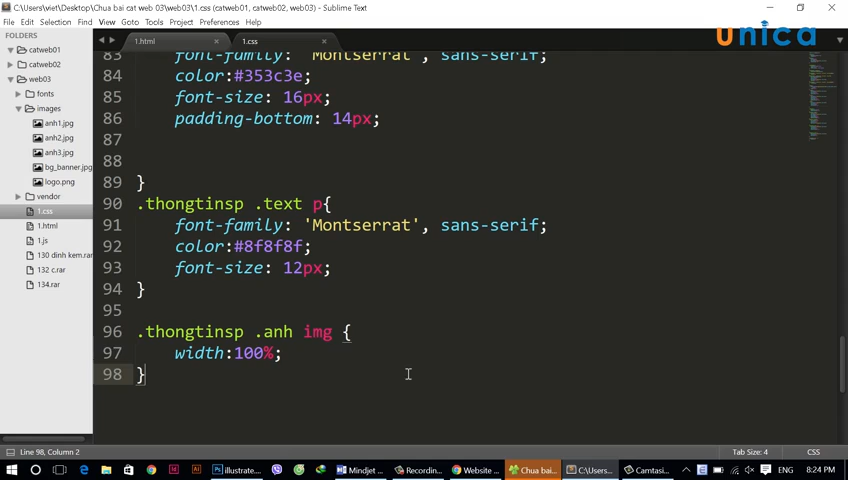 C:\Users\viet\Desktop\Chua bai cat web 03\web03\1.css (catweb01, catweb02, web03) - Sublime Text
File Edit Selection Find View Goto Tools Project Preferences Help
unica
FOLDERS
catweb01
catweb02
web03
fonts
images
anh1.jpg
anh2.jpg
anh3.jpg
bg_banner.jpg
logo.png
vendor
1.css
1.html
1.js
130 dinh kem.rar
132 c.rar
134.rar
1.html
1.css
83 font-family: 'Montserrat', sans-serif;
84 color:#353c3e;
85 font-size: 16px;
86 padding-bottom: 14px;
87
88
89 }
90 .thongtinsp .text p{
91 font-family: 'Montserrat', sans-serif;
92 color:#8f8f8f;
93 font-size: 12px;
94 }
95
96 .thongtinsp .anh img {
97 width:100%;
98 }
Line 98, Column 2
Tab Size: 4
CSS
illustrate...
Mindjet ...
Recordin...
Website ...
Chua bai...
C:\Users...
Camtasi...
ENG
8:24 PM